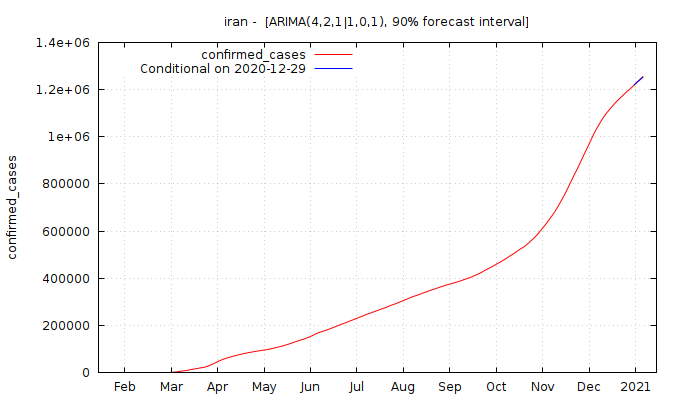 iran -  [ARIMA(4,2,1|1,0,1), 90% forecast interval]
confirmed_cases
Conditional on 2020-12-29
1.4e+06
1.2e+06
1e+06
800000
600000
400000
200000
0
confirmed_cases
Feb Mar Apr May Jun Jul Aug Sep Oct Nov Dec 2021